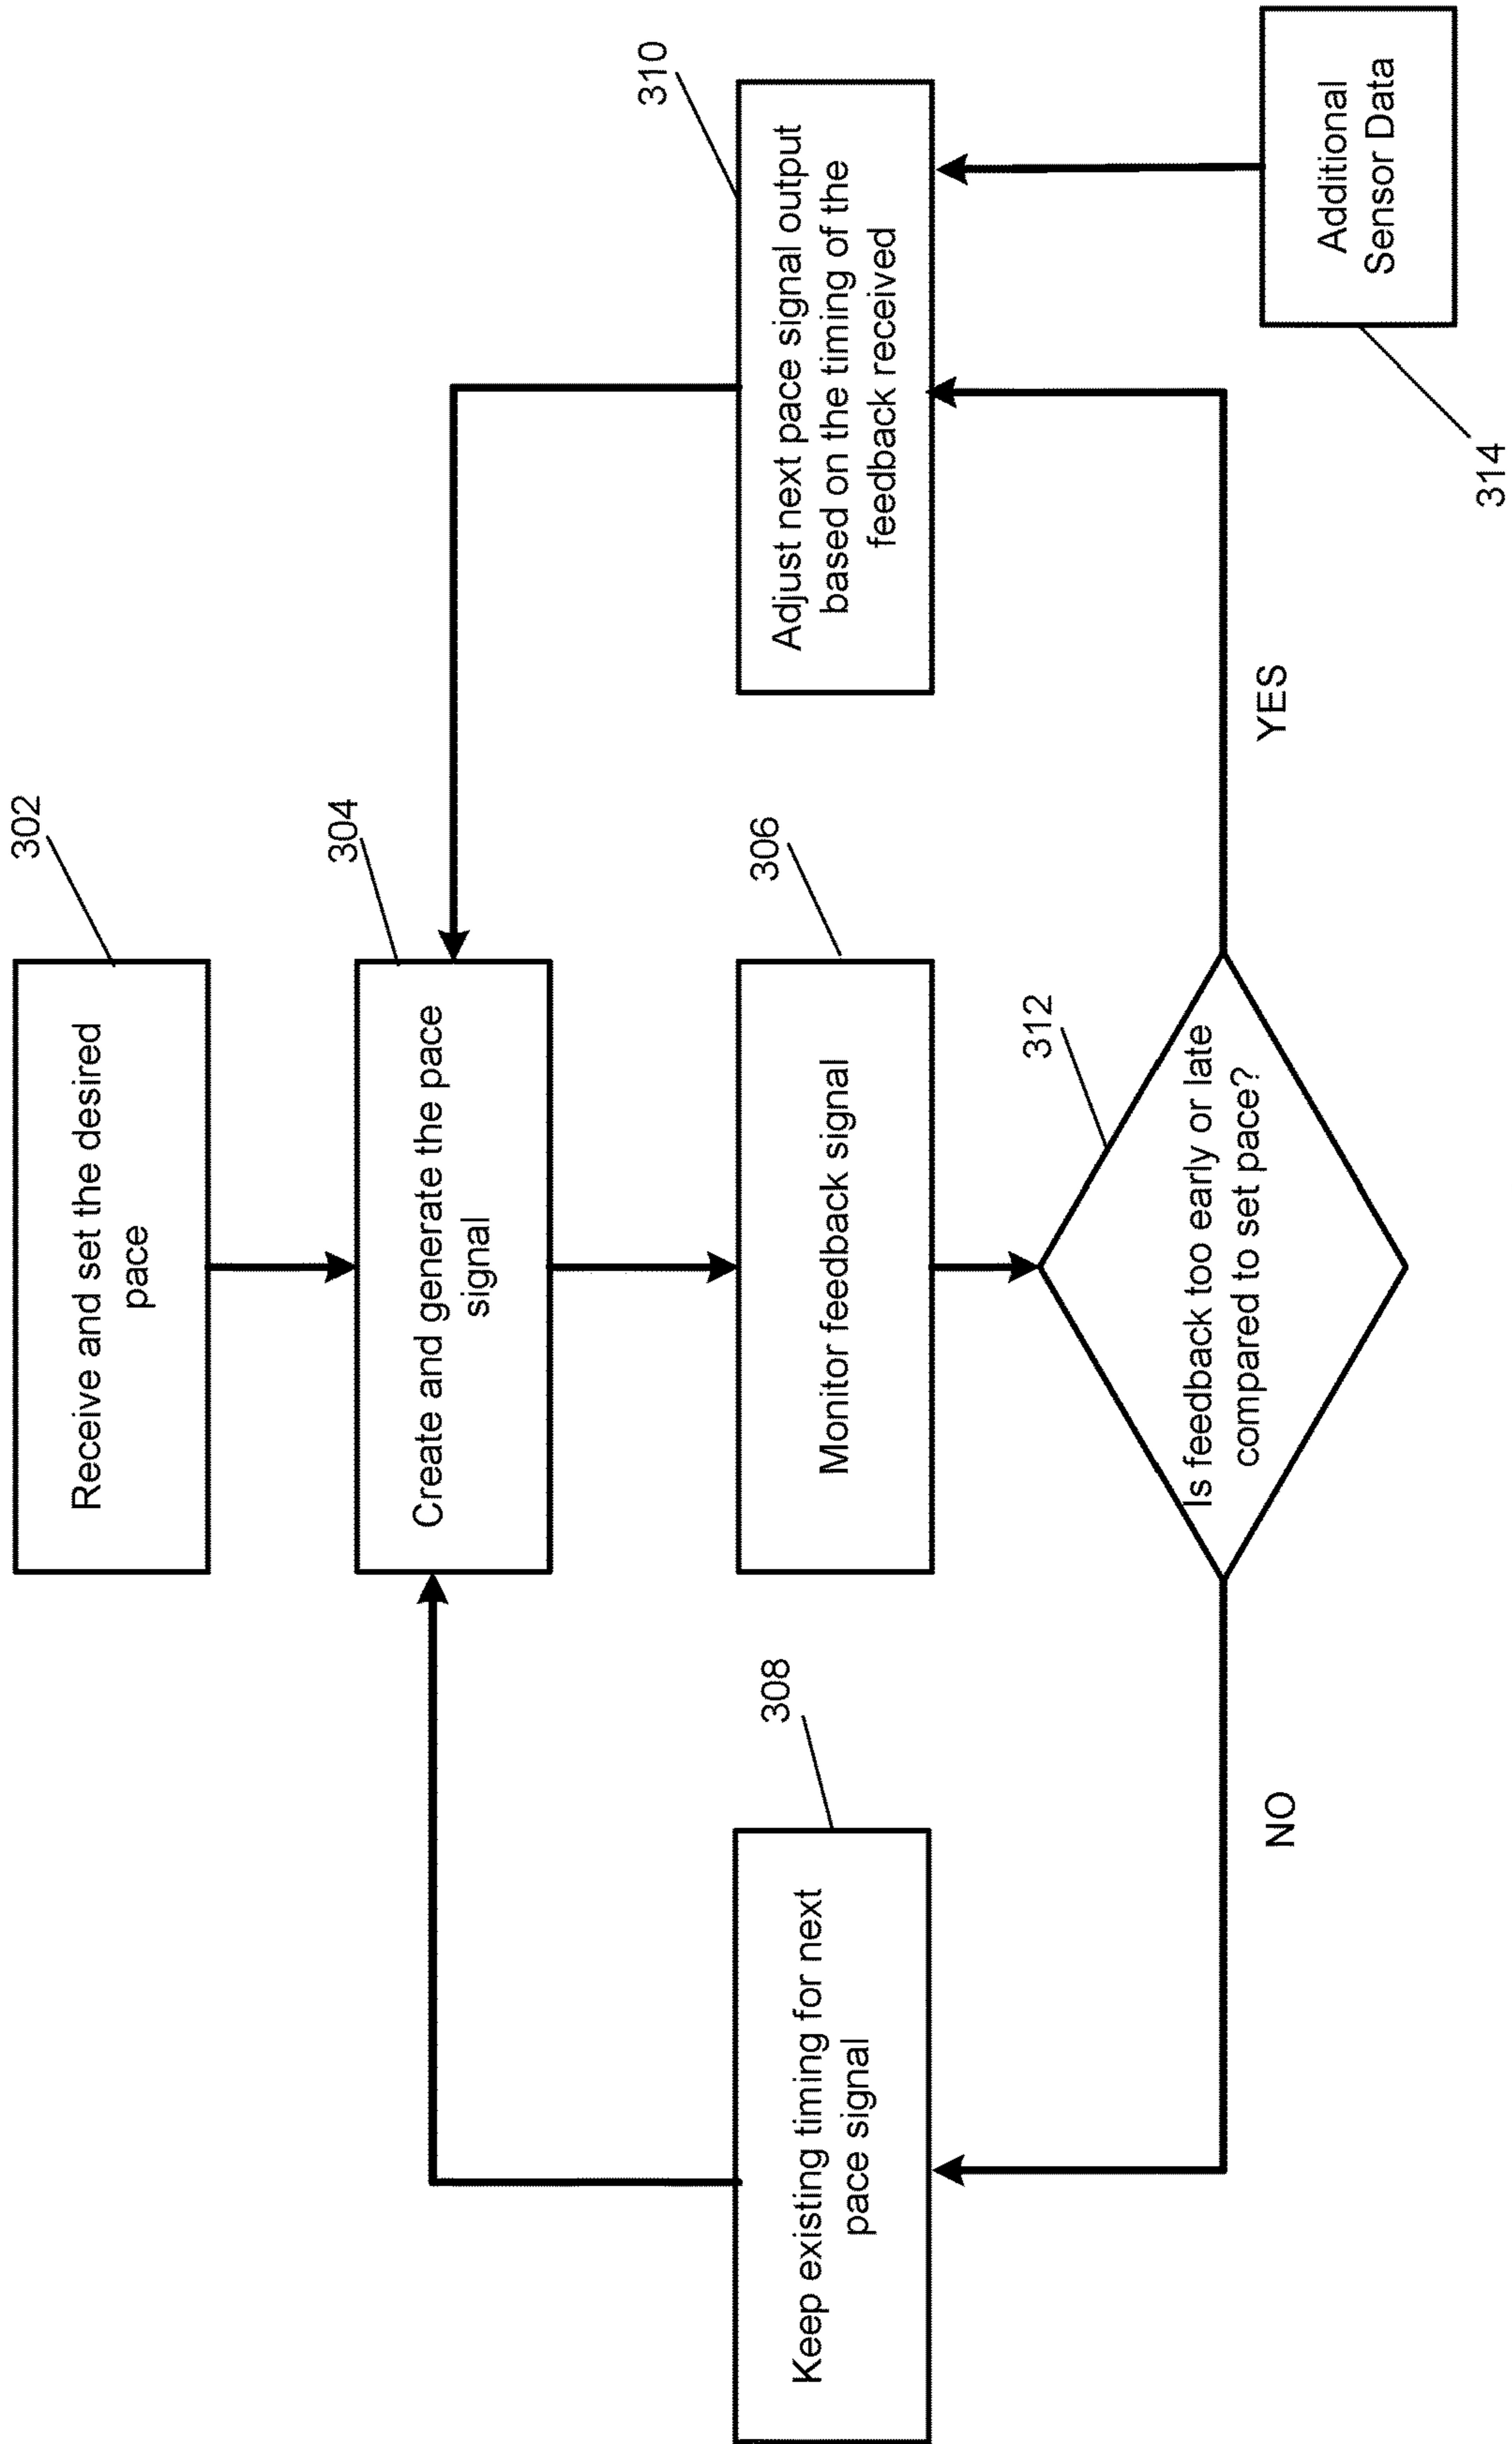 302
Receive and set the desired
pace
304
Create and generate the pace
signal
306
Monitor feedback signal
308
Keep existing timing for next
pace signal
310
Adjust next pace signal output
based on the timing of the
feedback received
312
Is feedback too early or late
compared to set pace?
NO
YES
Additional
Sensor Data
314